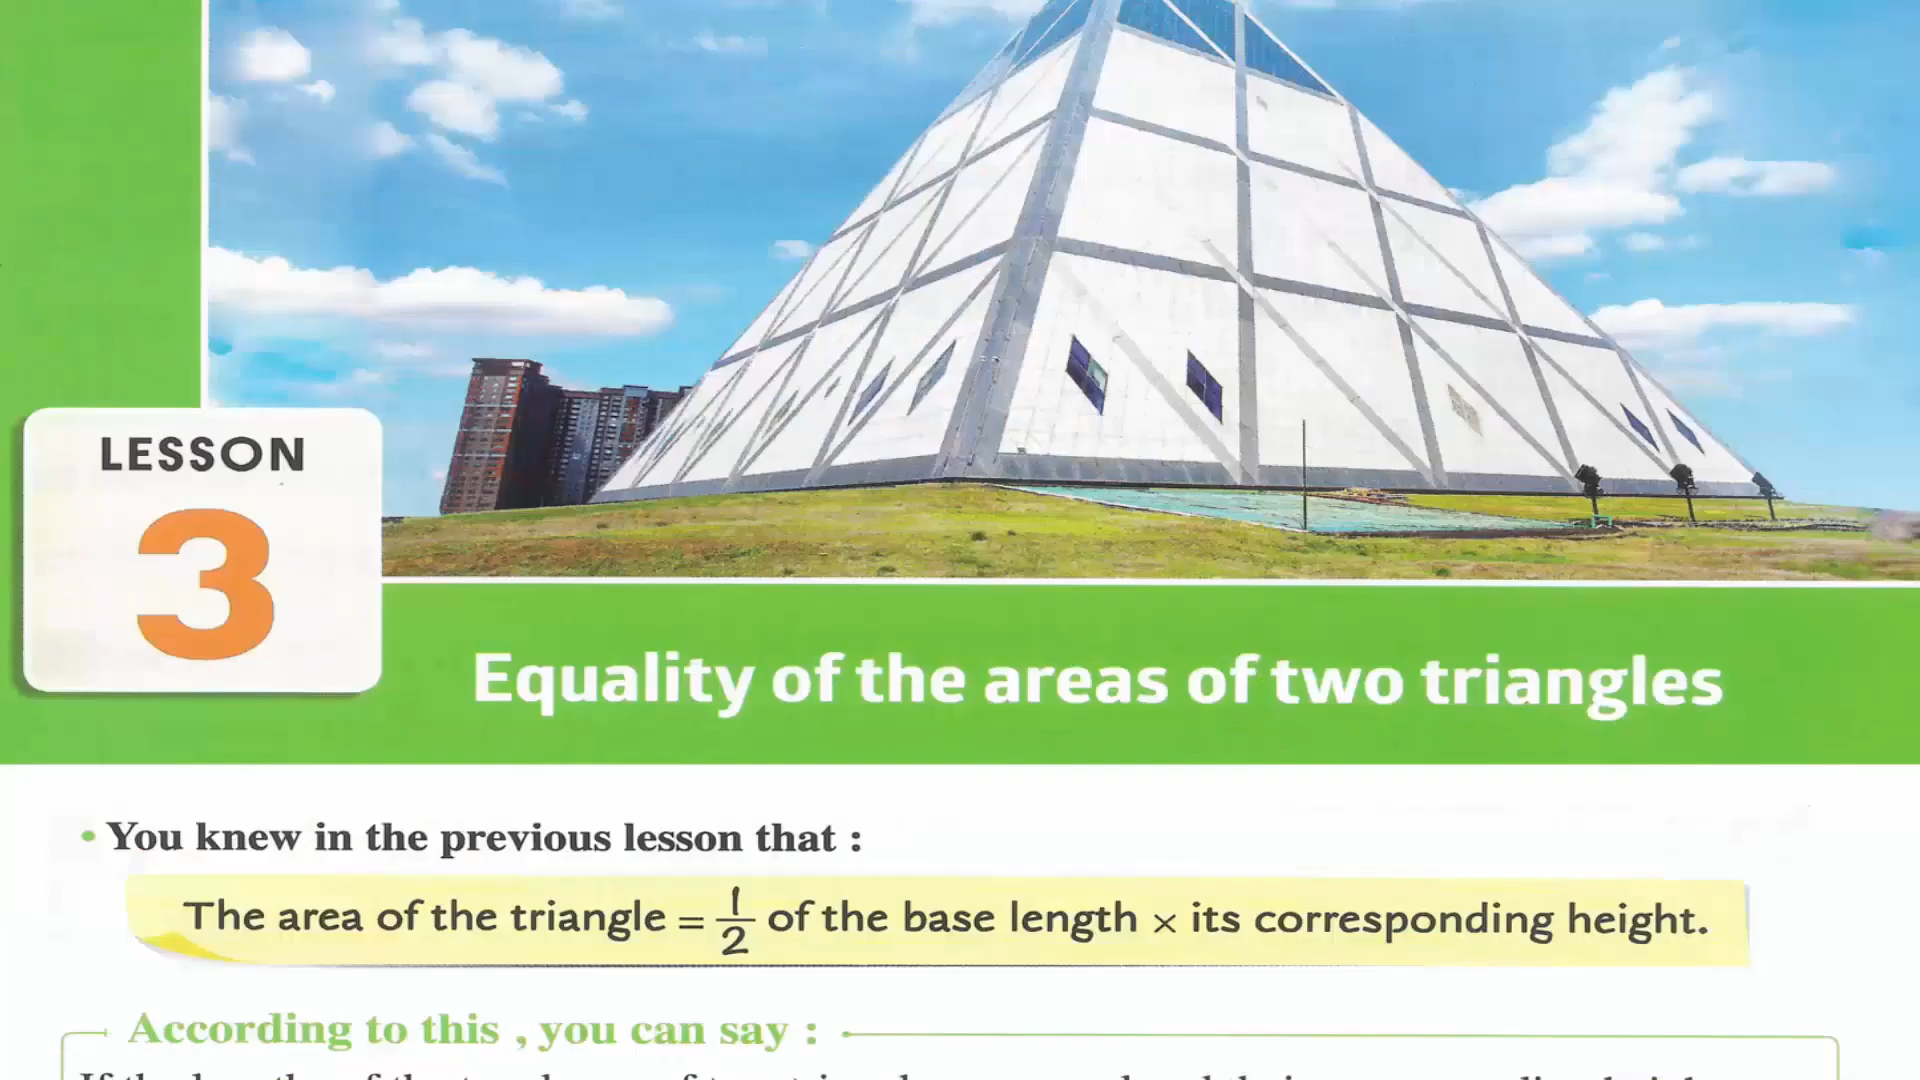 LESSON
3
Equality of the areas of two triangles
• You knew in the previous lesson that :
The area of the triangle = 1/2 of the base length × its corresponding height.
According to this , you can say :